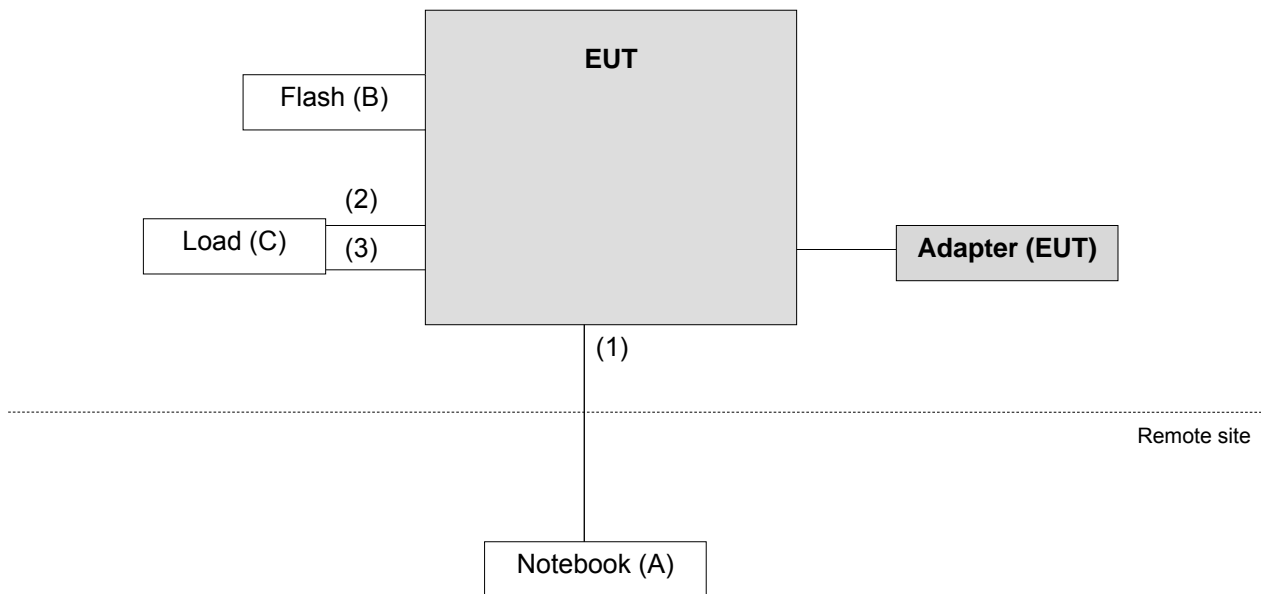 EUT
Flash (B)
(2)
Load (C)
(3)
Adapter (EUT)
(1)
Remote site
Notebook (A)